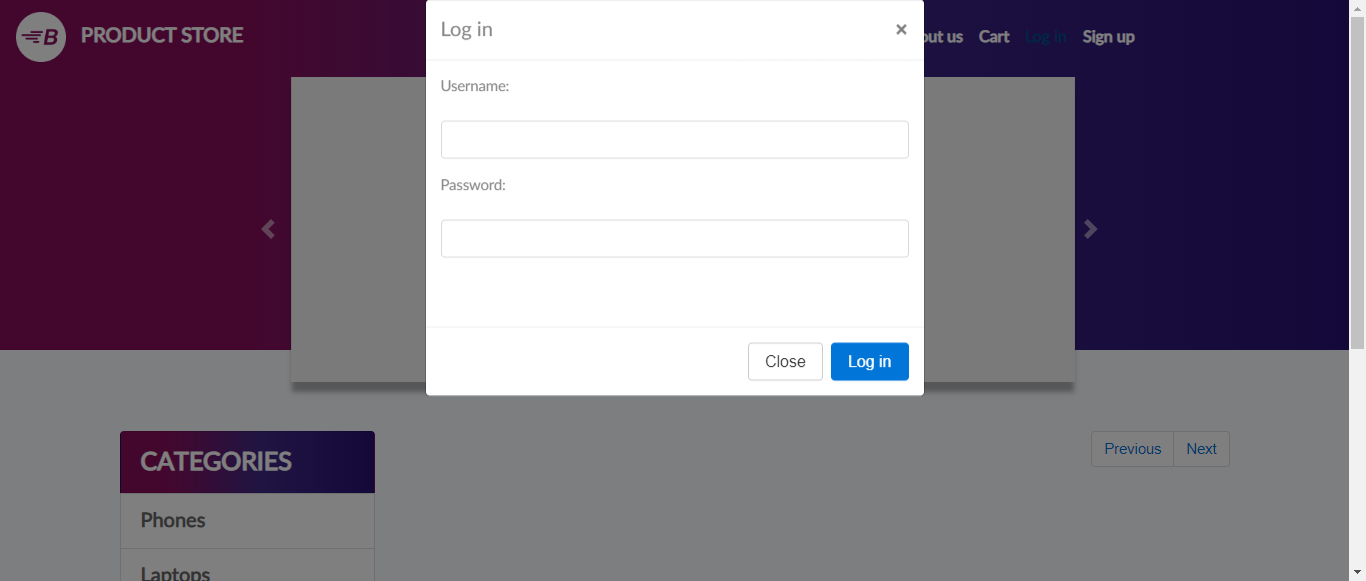 B PRODUCT STORE
Log in ×
out us Cart Log in Sign up
Username:
Password:
Close Log in
CATEGORIES
Previous Next
Phones
Laptops